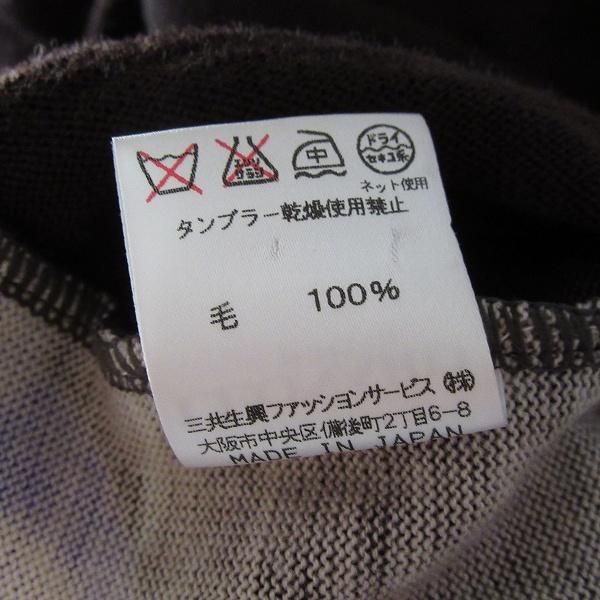 エンソ
サラシ
中
ドライ
セキユ系
ネット使用
タンブラー乾燥使用禁止
毛 100%
三共生興ファッションサービス㈱
大阪市中央区備後町2丁目6-8
MADE IN JAPAN